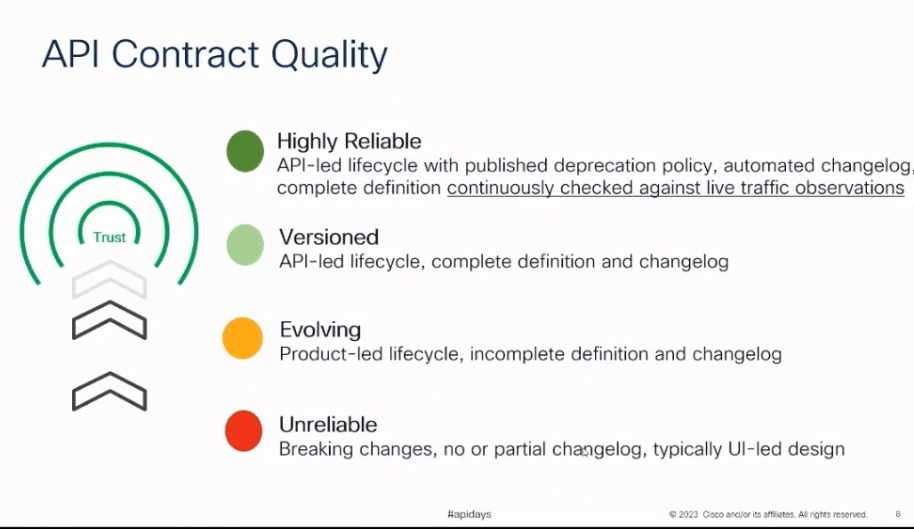 API Contract Quality
Trust
Highly Reliable
API-led lifecycle with published deprecation policy, automated changelog,
complete definition continuously checked against live traffic observations
Versioned
API-led lifecycle, complete definition and changelog
Evolving
Product-led lifecycle, incomplete definition and changelog
Unreliable
Breaking changes, no or partial changelog, typically UI-led design
#apidays
© 2023 Cisco and/or its affiliates. All rights reserved.
8